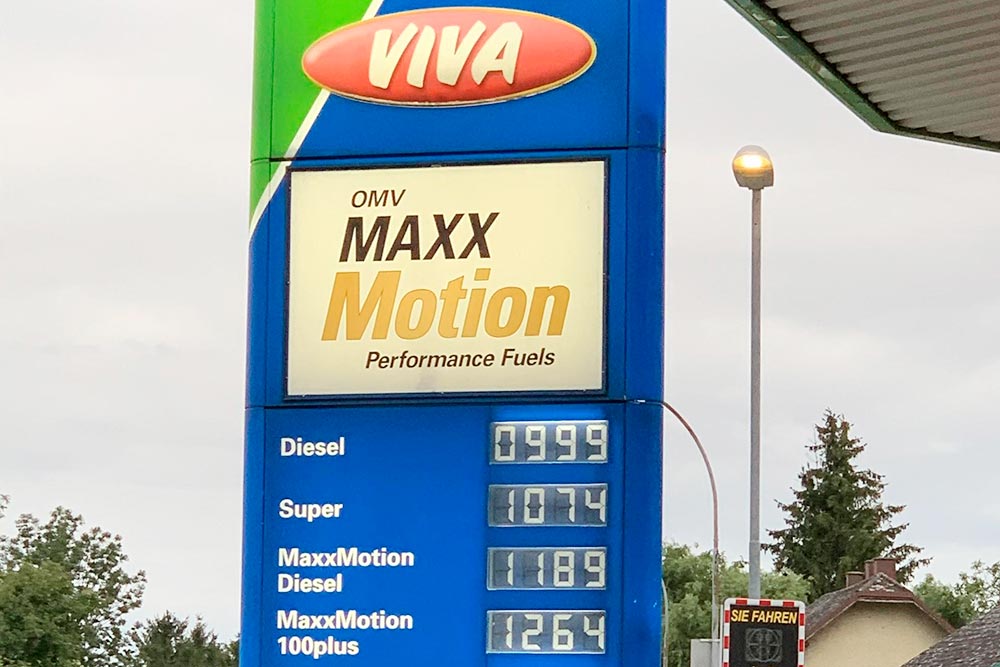 VIVA
OMV
MAXX
Motion
Performance Fuels
Diesel 0999
Super 1074
MaxxMotion
Diesel 1189
MaxxMotion
100plus 1264
SIE FAHREN